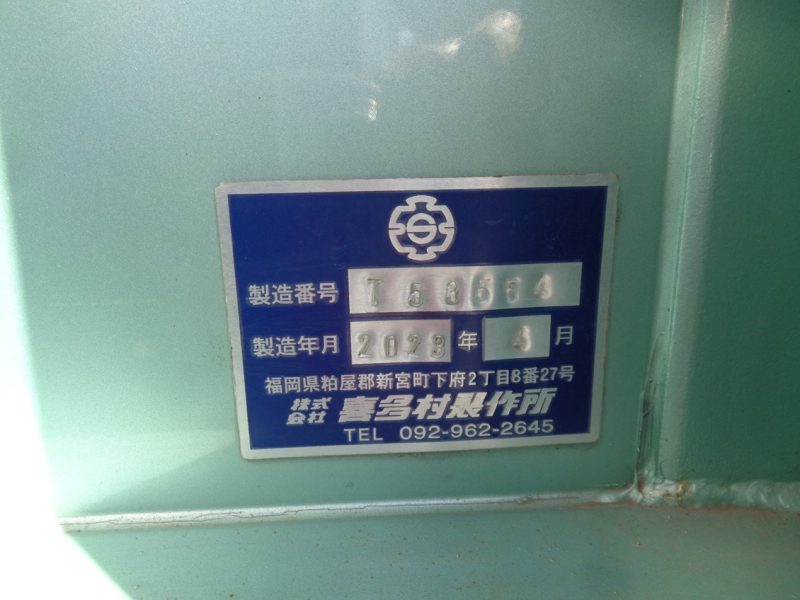 製造番号
製造年月 2023 年 4 月
福岡県粕屋郡新宮町下府2丁目8番27号
株式会社 喜多村製作所
TEL 092-962-2645